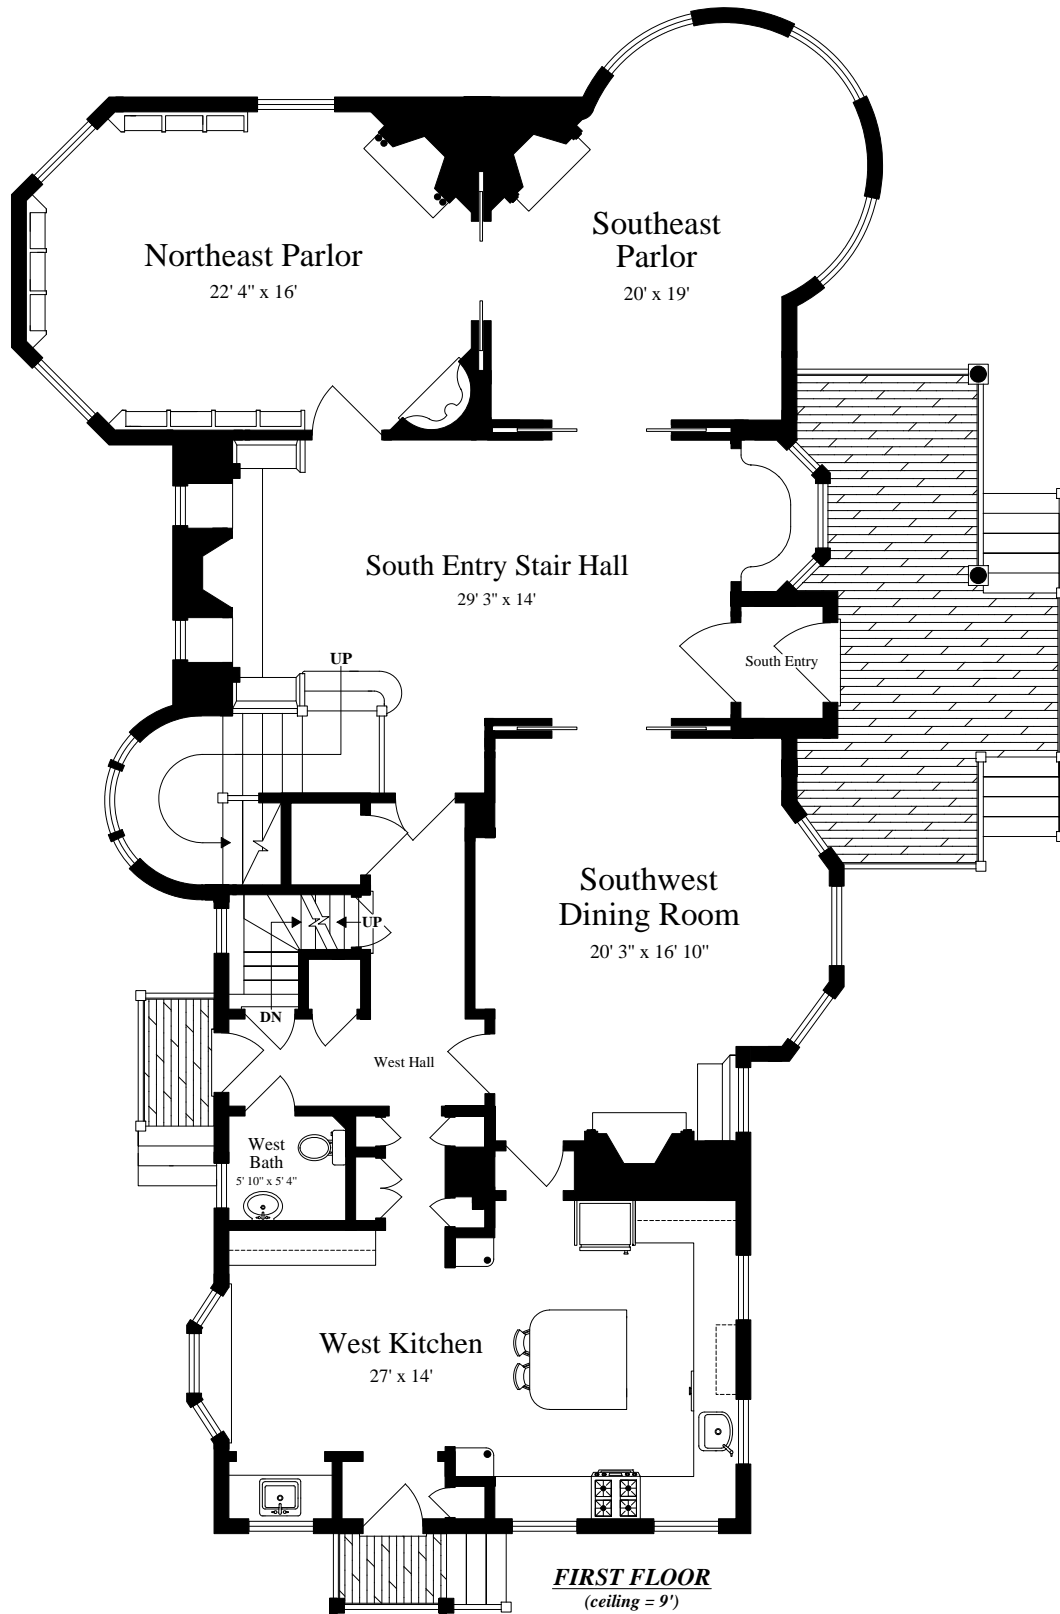 Southeast
Parlor
20' x 19'
Northeast Parlor
22' 4" x 16'
South Entry Stair Hall
29' 3" x 14'
UP
South Entry
Southwest
Dining Room
20' 3" x 16' 10"
UP
DN
West Hall
West
Bath
5' 10" x 5' 4"
West Kitchen
27' x 14'
FIRST FLOOR
(ceiling = 9')